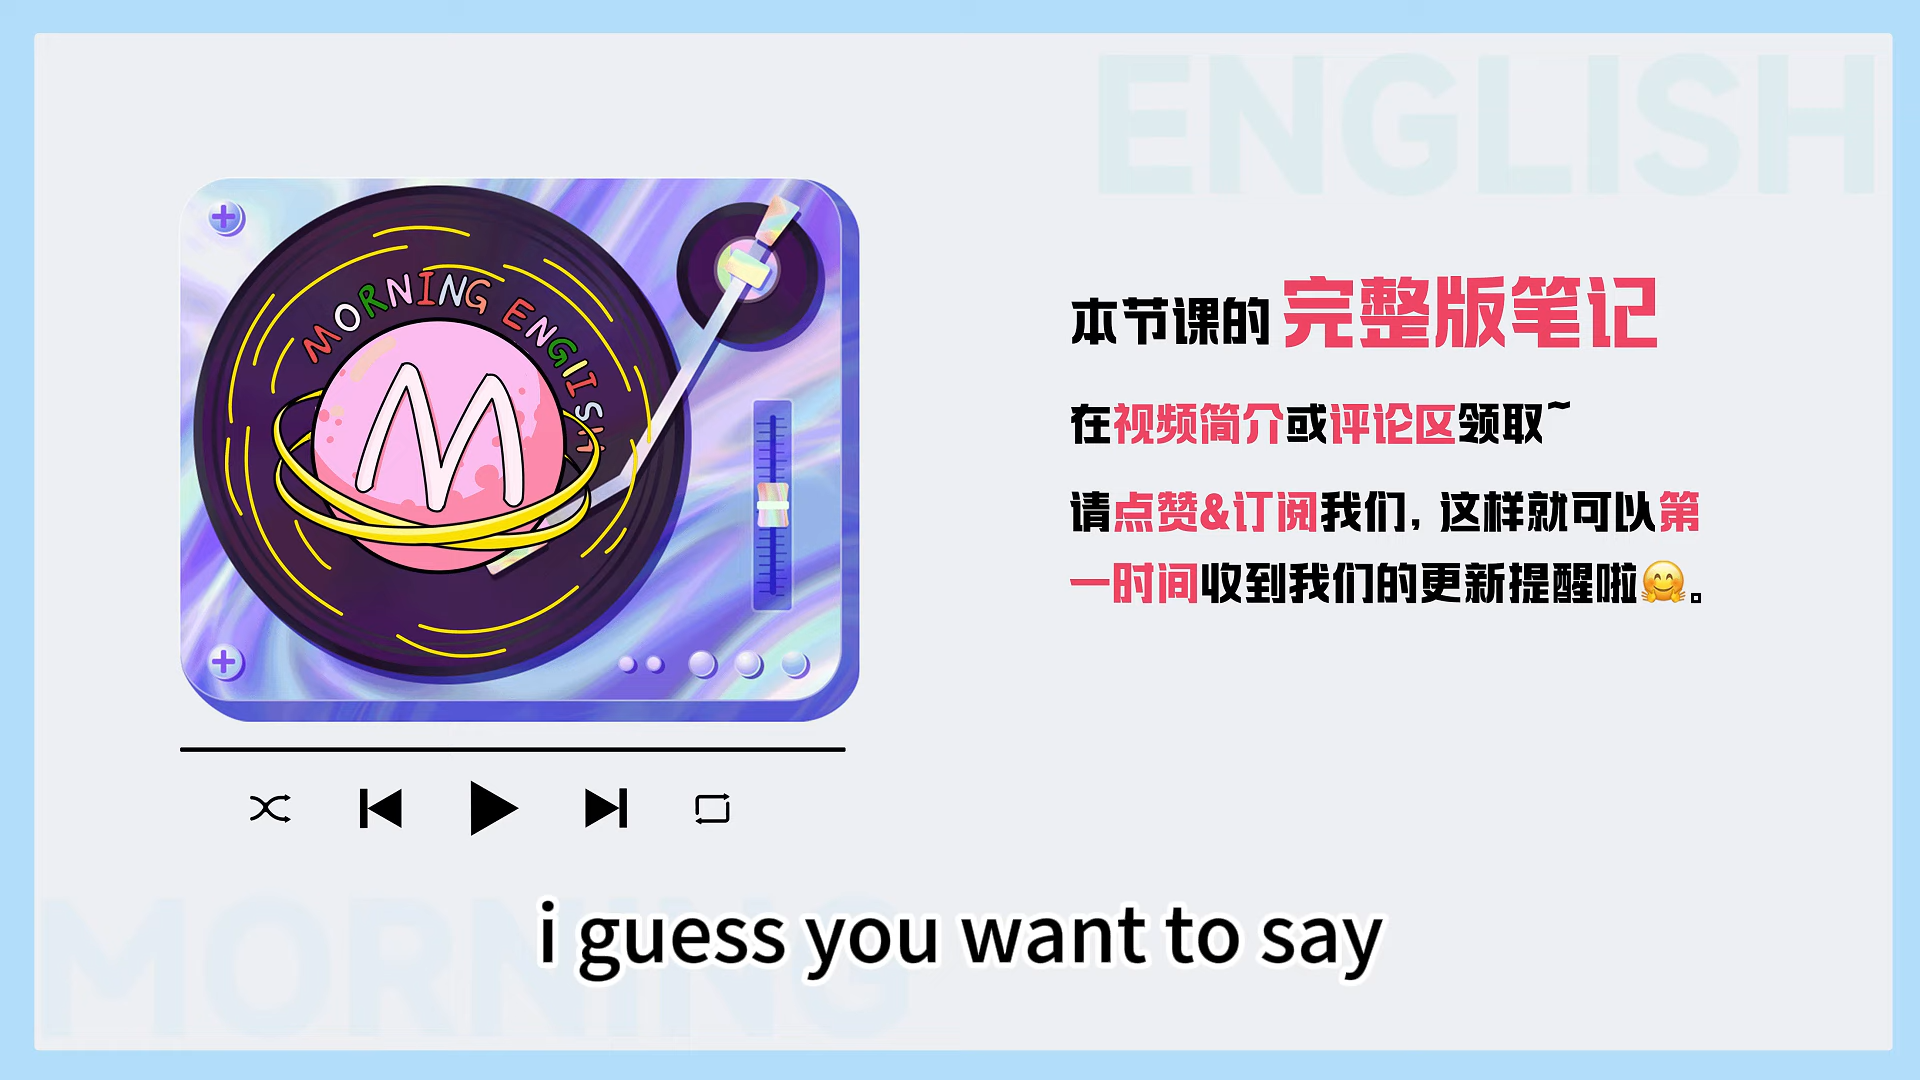 ENGLISH
MORNING ENGLISH
M
本节课的 完整版笔记
在视频简介或评论区领取~
请点赞&订阅我们, 这样就可以第
一时间收到我们的更新提醒啦🤗。
MORNING
i guess you want to say